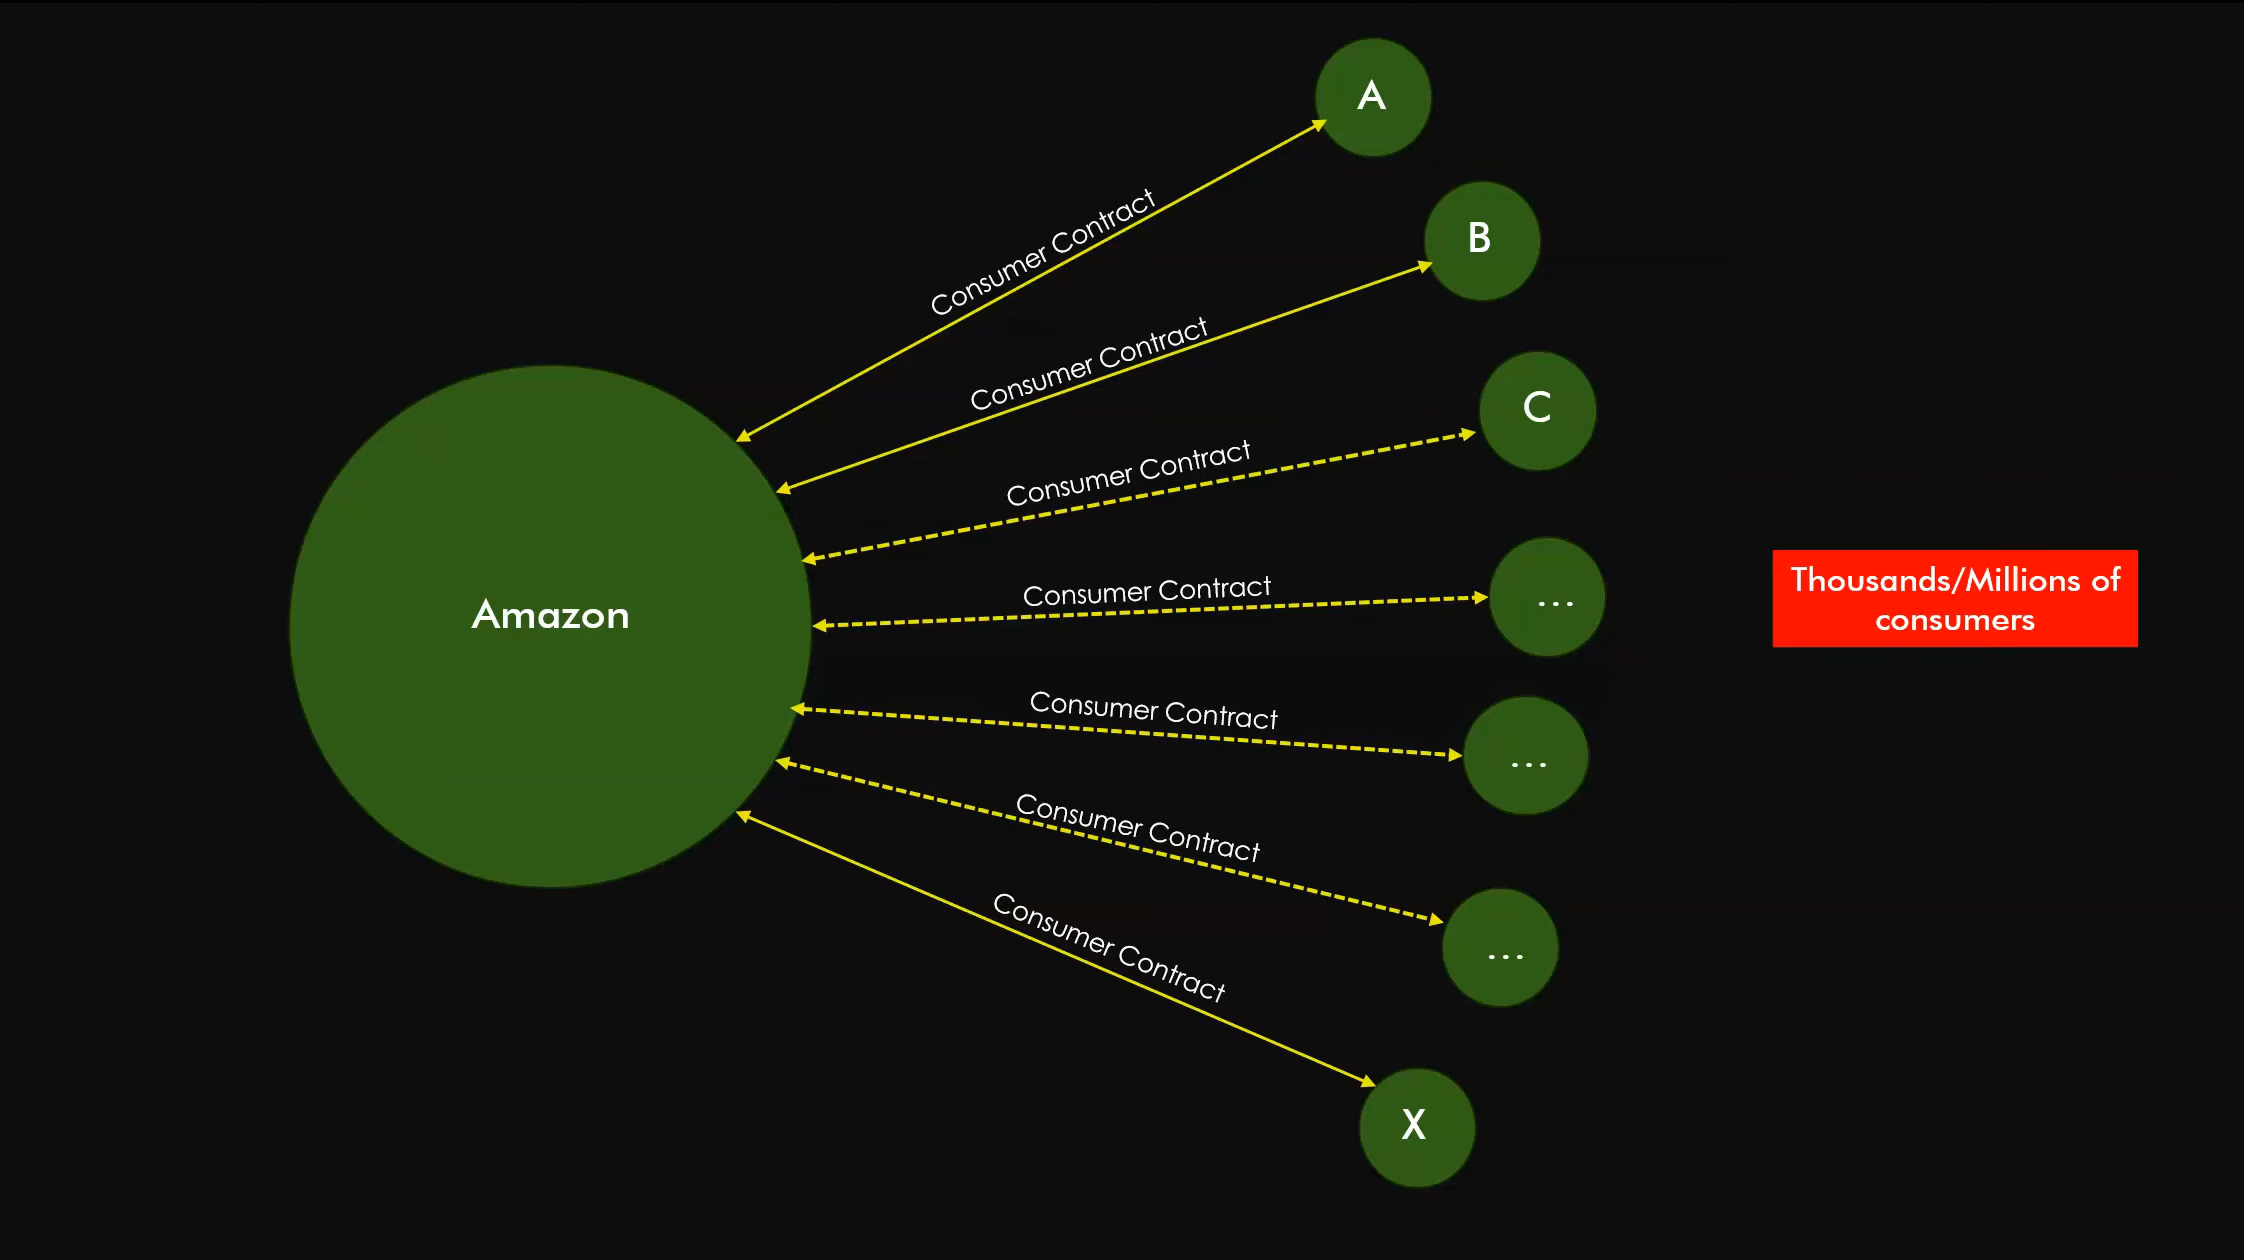 A
Consumer Contract
B
Consumer Contract
C
Consumer Contract
Amazon
Consumer Contract
...
Thousands/Millions of
consumers
Consumer Contract
...
Consumer Contract
...
Consumer Contract
X